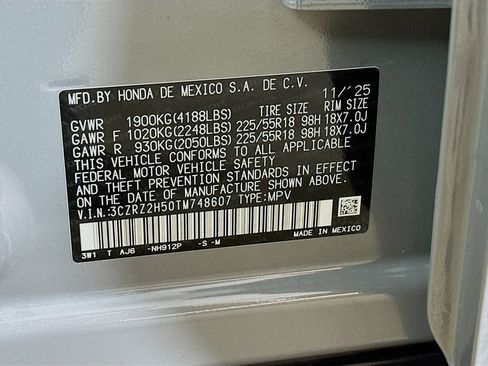 MFD.BY HONDA DE MEXICO S.A. DE C.V. 11/'25
GVWR 1900KG(4188LBS) TIRE SIZE RIM SIZE
GAWR F 1020KG(2248LBS) 225/55R18 98H 18X7.0J
GAWR R 930KG(2050LBS) 225/55R18 98H 18X7.0J
THIS VEHICLE CONFORMS TO ALL APPLICABLE
FEDERAL MOTOR VEHICLE SAFETY
STANDARDS IN EFFECT ON THE DATE OF
MANUFACTURE SHOWN ABOVE.
V.I.N.:3CZRZ2H50TM748607 TYPE:MPV
3W1 T AJ6 -NH912P -S -M
MADE IN MEXICO